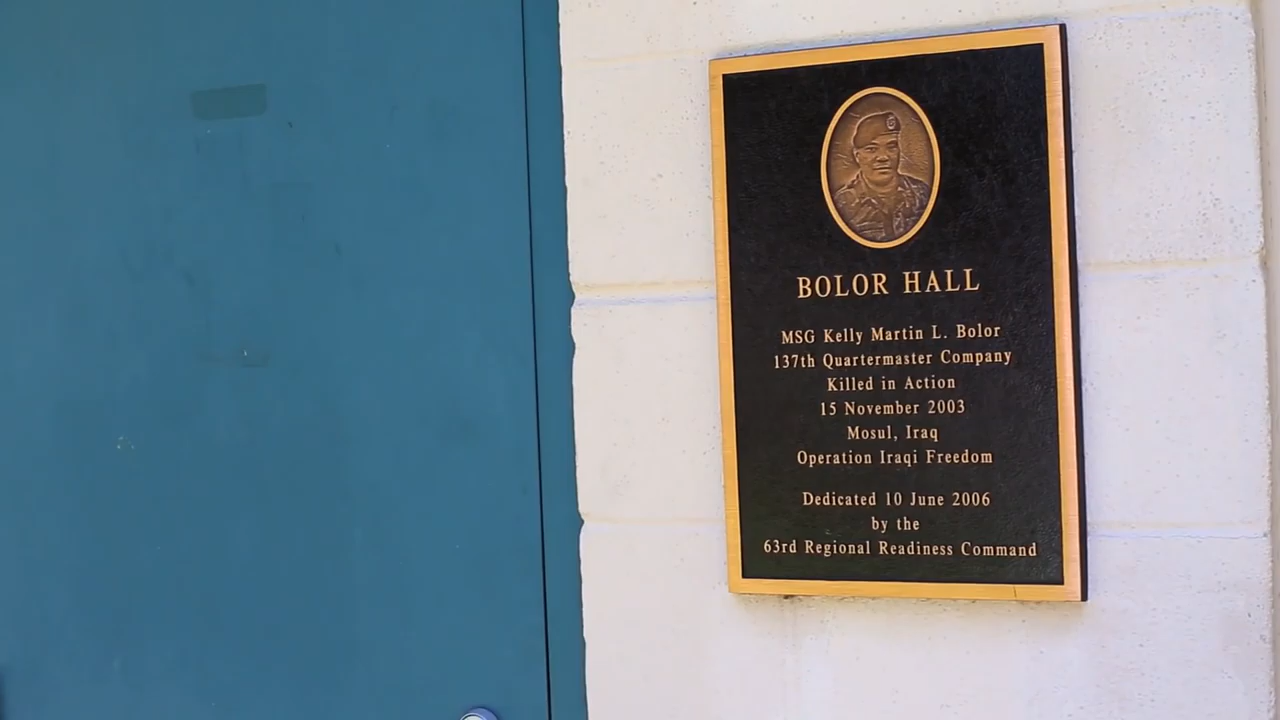 BOLOR HALL
MSG Kelly Martin L. Bolor
137th Quartermaster Company
Killed in Action
15 November 2003
Mosul, Iraq
Operation Iraqi Freedom
Dedicated 10 June 2006
by the
63rd Regional Readiness Command